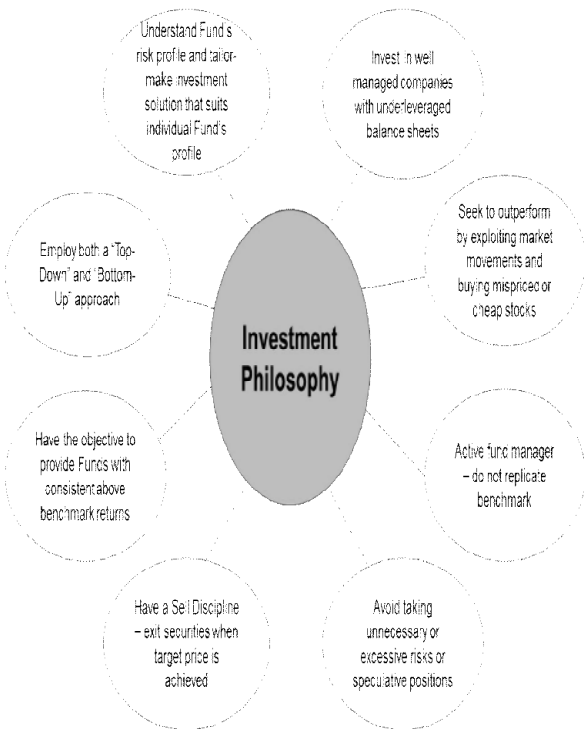 Understand Fund's
risk profile and tailor-
make investment
solution that suits
individual Fund's
profile
Invest in well
managed companies
with underleveraged
balance sheets
Seek to outperform
by exploiting market
movements and
buying mispriced or
cheap stocks
Active fund manager
– do not replicate
benchmark
Avoid taking
unnecessary or
excessive risks or
speculative positions
Have a Sell Discipline
– exit securities when
target price is
achieved
Have the objective to
provide Funds with
consistent above
benchmark returns
Employ both a "Top-
Down" and "Bottom-
Up" approach
Investment
Philosophy